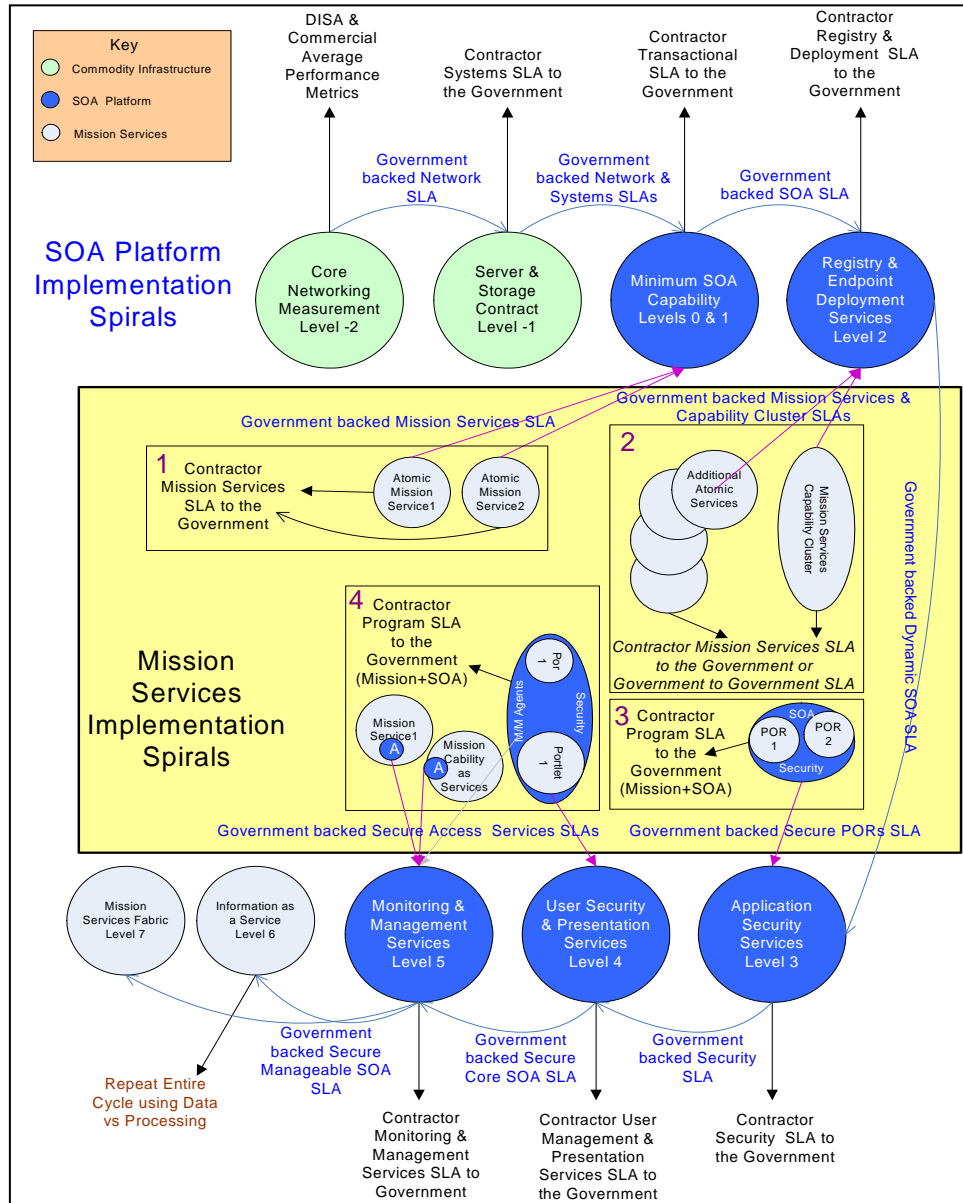 Key
Commodity Infrastructure
SOA Platform
Mission Services
DISA &
Commercial
Average
Performance
Metrics
Contractor
Systems SLA to
the Government
Contractor
Transactional
SLA to the
Government
Contractor
Registry &
Deployment SLA
to the
Government
Government
backed Network
SLA
Government
backed Network &
Systems SLAs
Government
backed SOA SLA
SOA Platform
Implementation
Spirals
Core
Networking
Measurement
Level -2
Server &
Storage
Contract
Level -1
Minimum SOA
Capability
Levels 0 & 1
Registry &
Endpoint
Deployment
Services
Level 2
Government backed Mission Services SLA
Government backed Mission Services &
Capability Cluster SLAs
1
Contractor
Mission Services
SLA to the
Government
Atomic
Mission
Service1
Atomic
Mission
Service2
2
Additional
Atomic
Services
Mission Services
Capability Cluster
Contractor Mission Services SLA
to the Government or
Government to Government SLA
Government backed Dynamic SOA SLA
Mission
Services
Implementation
Spirals
4
Contractor
Program SLA
to the
Government
(Mission+SOA)
Mission
Service1
A
Mission
Cability
as
Services
A
Por
1
M/M Agents
Security
Portlet
1
3
Contractor
Program SLA
to the
Government
(Mission+SOA)
SOA
POR
1
POR
2
Security
Government backed Secure Access Services SLAs
Government backed Secure PORs SLA
Mission
Services Fabric
Level 7
Information as
a Service
Level 6
Monitoring &
Management
Services
Level 5
User Security
& Presentation
Services
Level 4
Application
Security
Services
Level 3
Government
backed Secure
Manageable SOA
SLA
Government
backed Secure
Core SOA SLA
Government
backed Security
SLA
Repeat Entire
Cycle using Data
vs Processing
Contractor
Monitoring &
Management
Services SLA to
Government
Contractor User
Management &
Presentation
Services SLA to
the Government
Contractor
Security SLA to
the Government